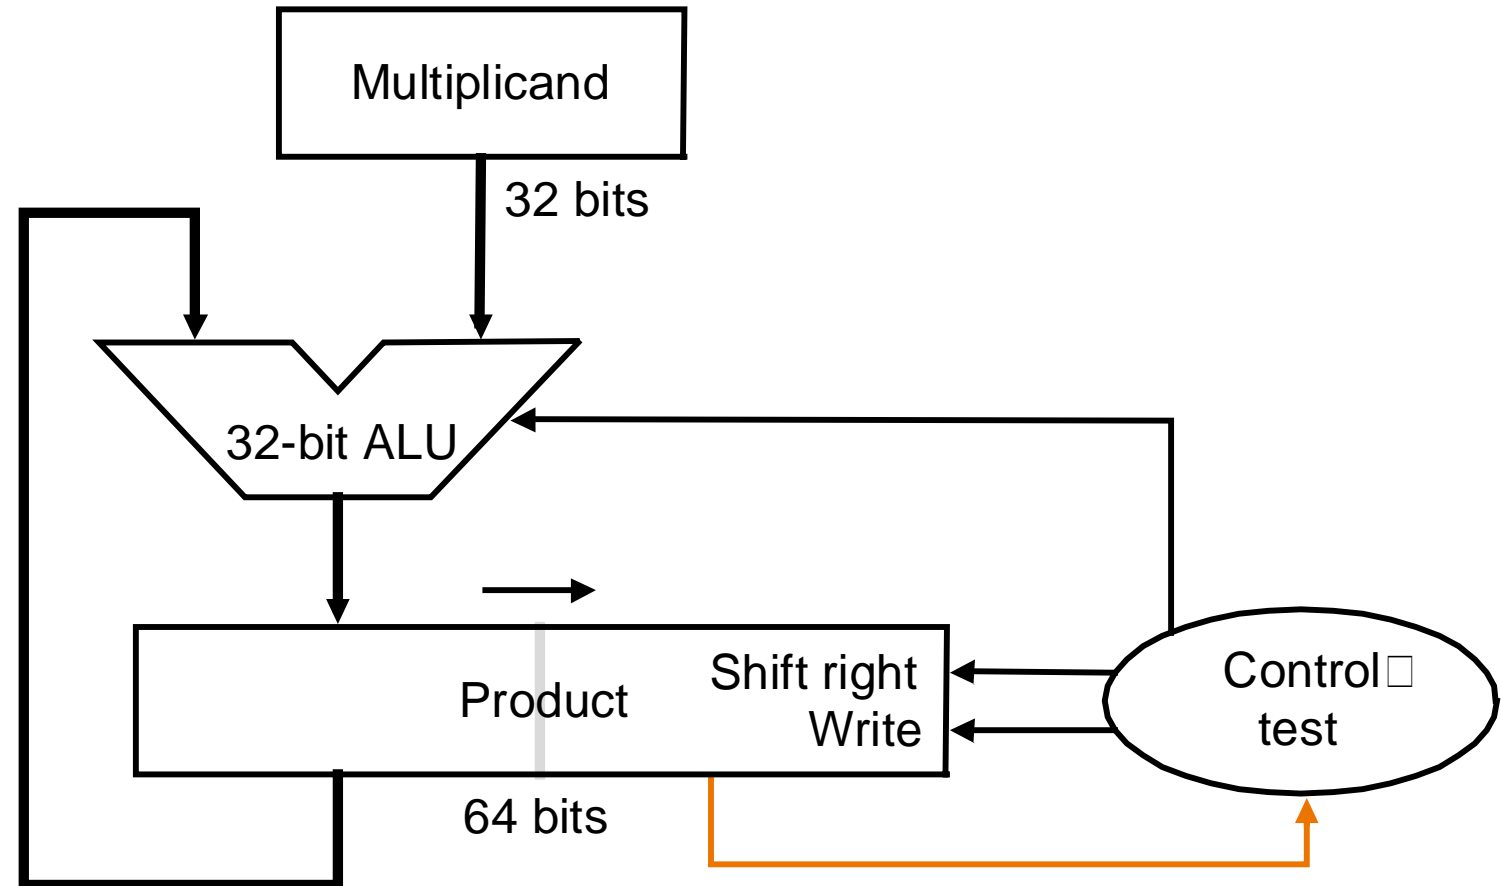 Multiplicand
32 bits
32-bit ALU
Product
Shift right
Write
Control□
test
64 bits